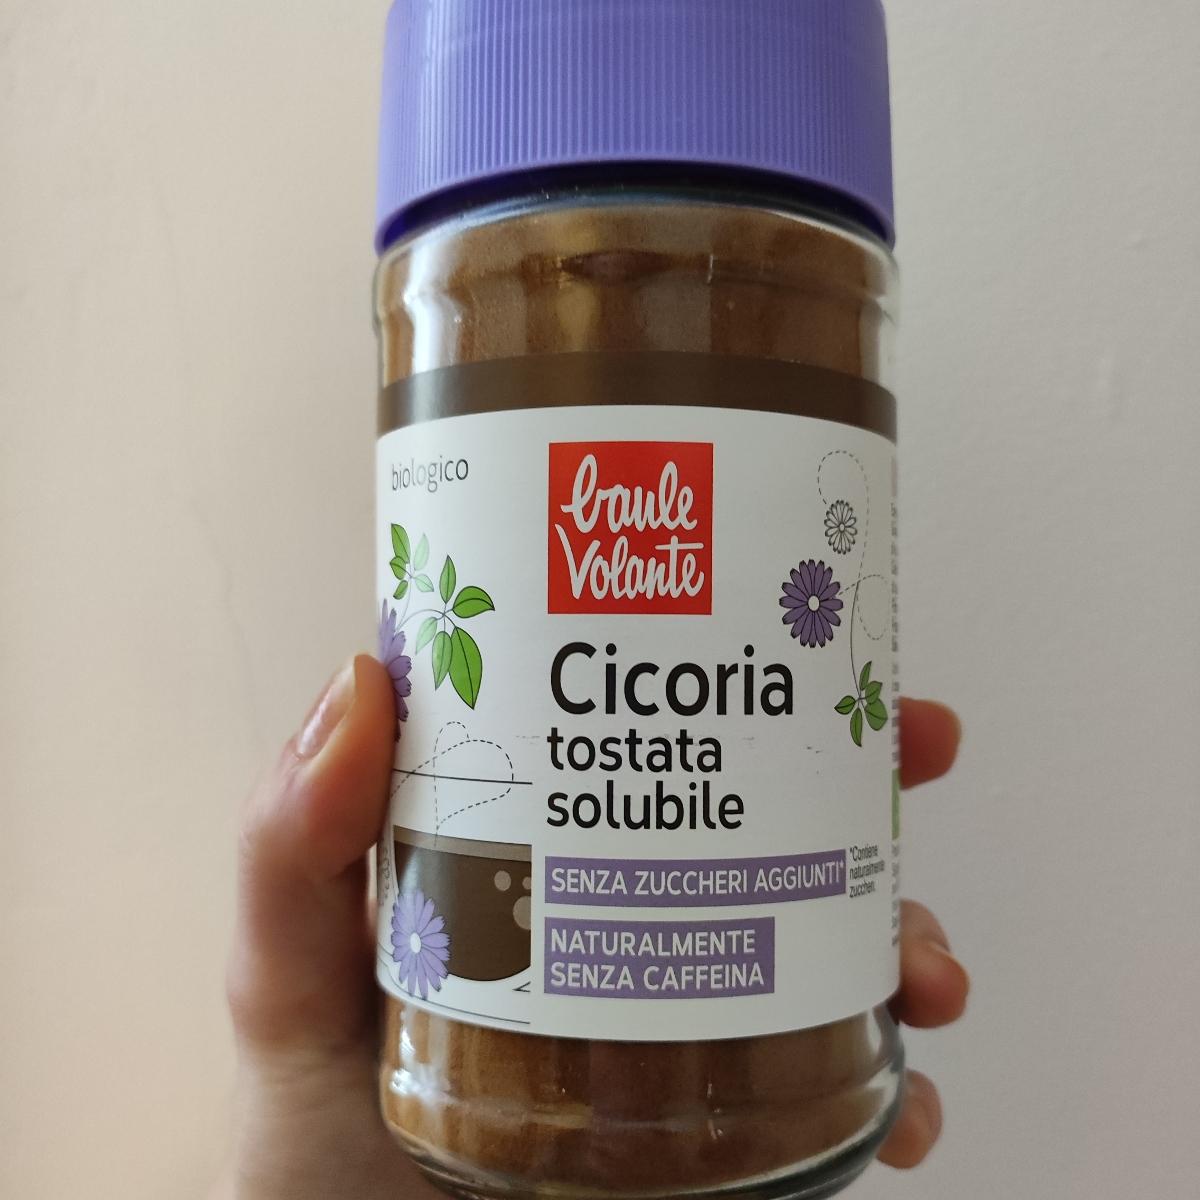 biologico
baule
volante
Cicoria
tostata
solubile
SENZA ZUCCHERI AGGIUNTI*
*Contiene
naturalmente
zuccheri.
NATURALMENTE
SENZA CAFFEINA